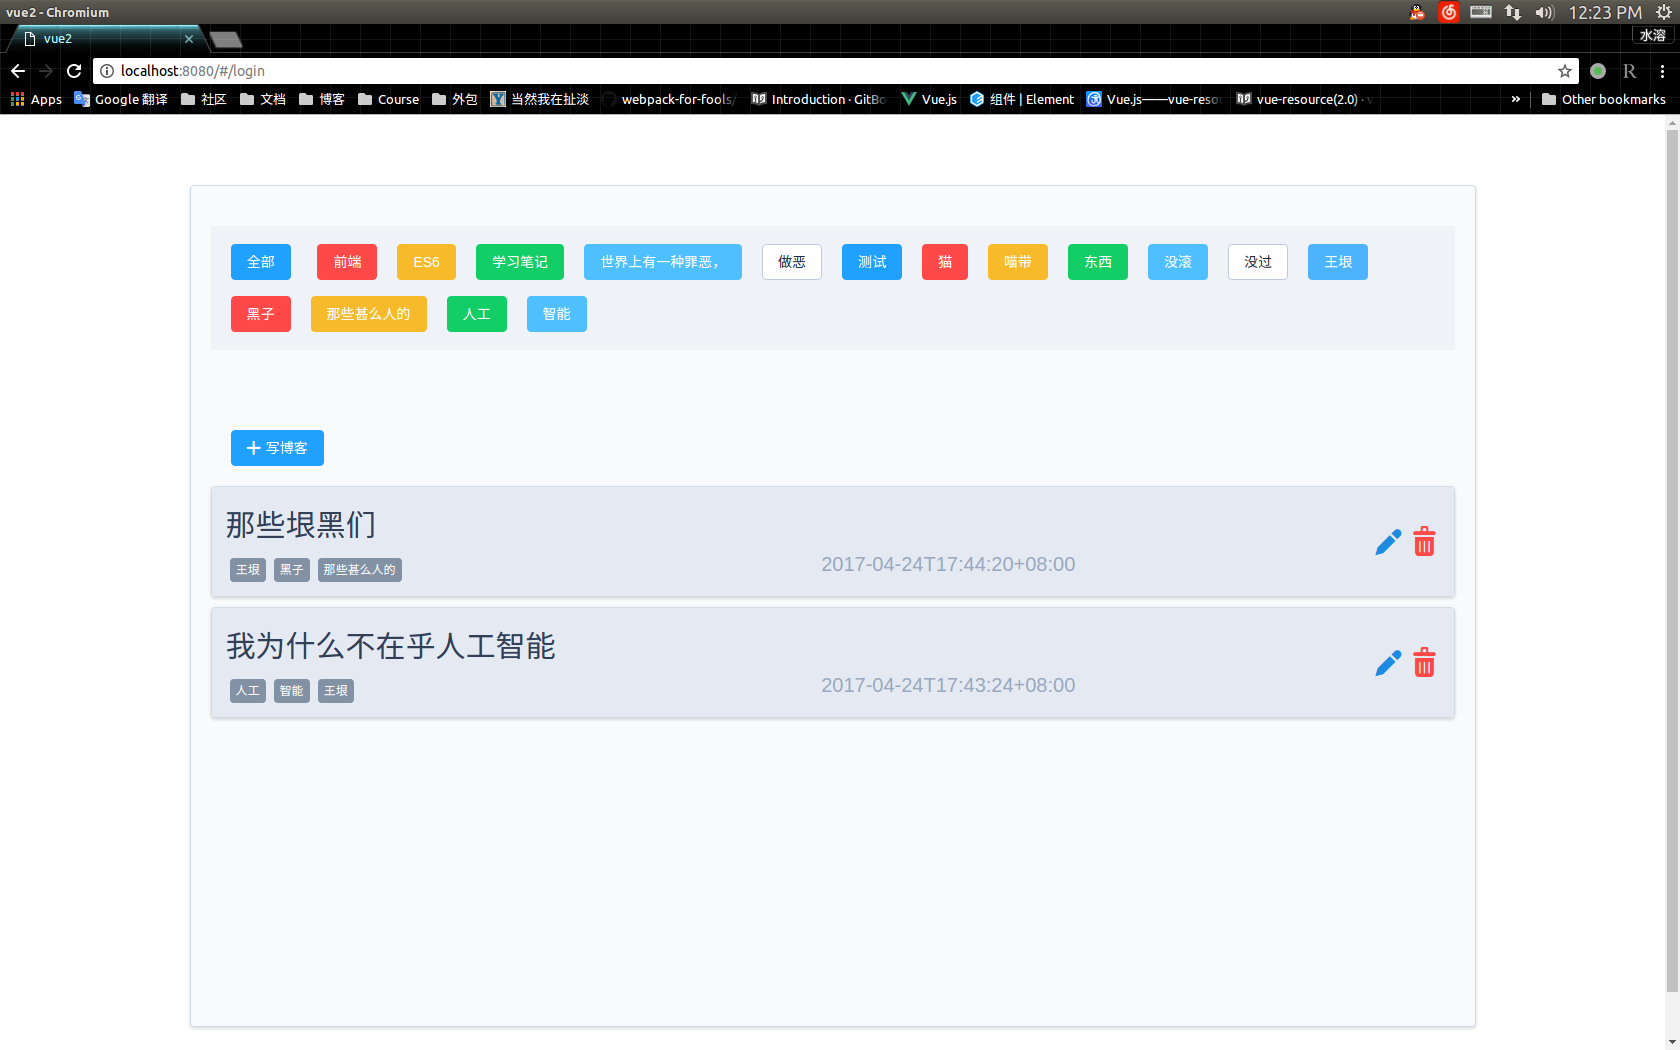 vue2 - Chromium
12:23 PM
vue2
水溶
localhost:8080/#/login
R
Apps Google 翻译 社区 文档 博客 Course 外包 当然我在扯淡 webpack-for-fools/ Introduction · GitBo Vue.js 组件 | Element Vue.js——vue-reso vue-resource(2.0) · v » Other bookmarks
全部 前端 ES6 学习笔记 世界上有一种罪恶， 做恶 测试 猫 喵带 东西 没滚 没过 王垠
黑子 那些甚么人的 人工 智能
写博客
那些垠黑们
王垠 黑子 那些甚么人的
2017-04-24T17:44:20+08:00
我为什么不在乎人工智能
人工 智能 王垠
2017-04-24T17:43:24+08:00